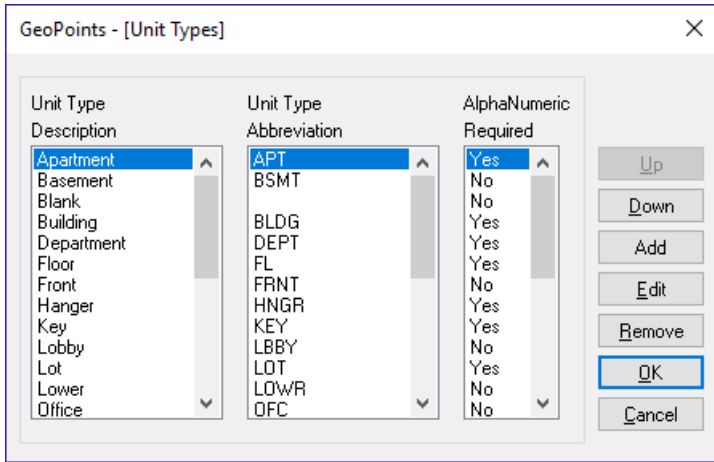 GeoPoints - [Unit Types]
Unit Type Unit Type AlphaNumeric
Description Abbreviation Required
Apartment APT Yes
Basement BSMT No
Blank No
Building BLDG Yes
Department DEPT Yes
Floor FL Yes
Front FRNT No
Hanger HNGR Yes
Key KEY Yes
Lobby LBBY No
Lot LOT Yes
Lower LOWR No
Office OFC No
Up
Down
Add
Edit
Remove
OK
Cancel